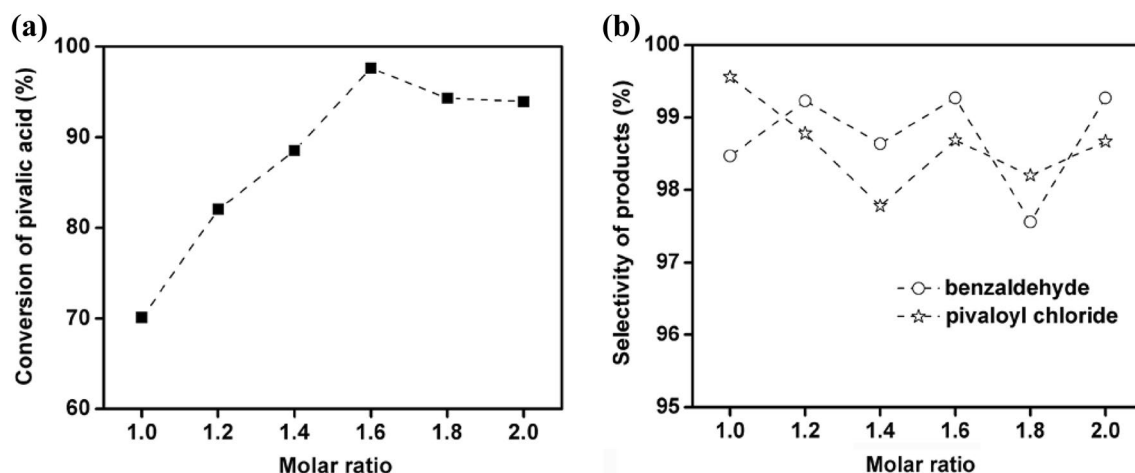 (a)
Conversion of pivalic acid (%)
100
90
80
70
60
1.0 1.2 1.4 1.6 1.8 2.0
Molar ratio
(b)
Selectivity of products (%)
100
99
98
97
96
95
benzaldehyde
pivaloyl chloride
1.0 1.2 1.4 1.6 1.8 2.0
Molar ratio